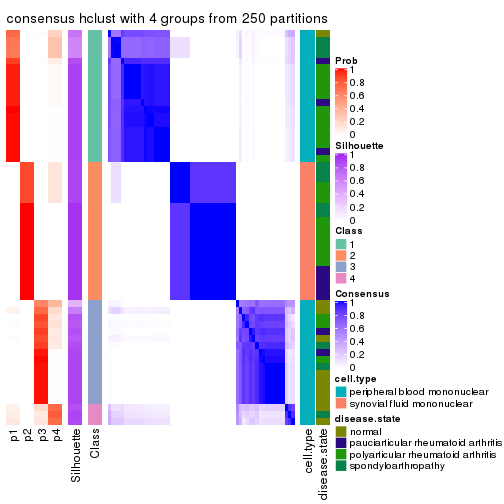 consensus hclust with 4 groups from 250 partitions
Prob
1
0.8
0.6
0.4
0.2
0
Silhouette
1
0.8
0.6
0.4
0.2
0
Class
1
2
3
4
Consensus
1
0.8
0.6
0.4
0.2
0
cell.type
peripheral blood mononuclear
synovial fluid mononuclear
disease.state
normal
pauciarticular rheumatoid arthritis
polyarticular rheumatoid arthritis
spondyloarthropathy
p1
p2
p3
p4
Silhouette
Class
cell.type
disease.state